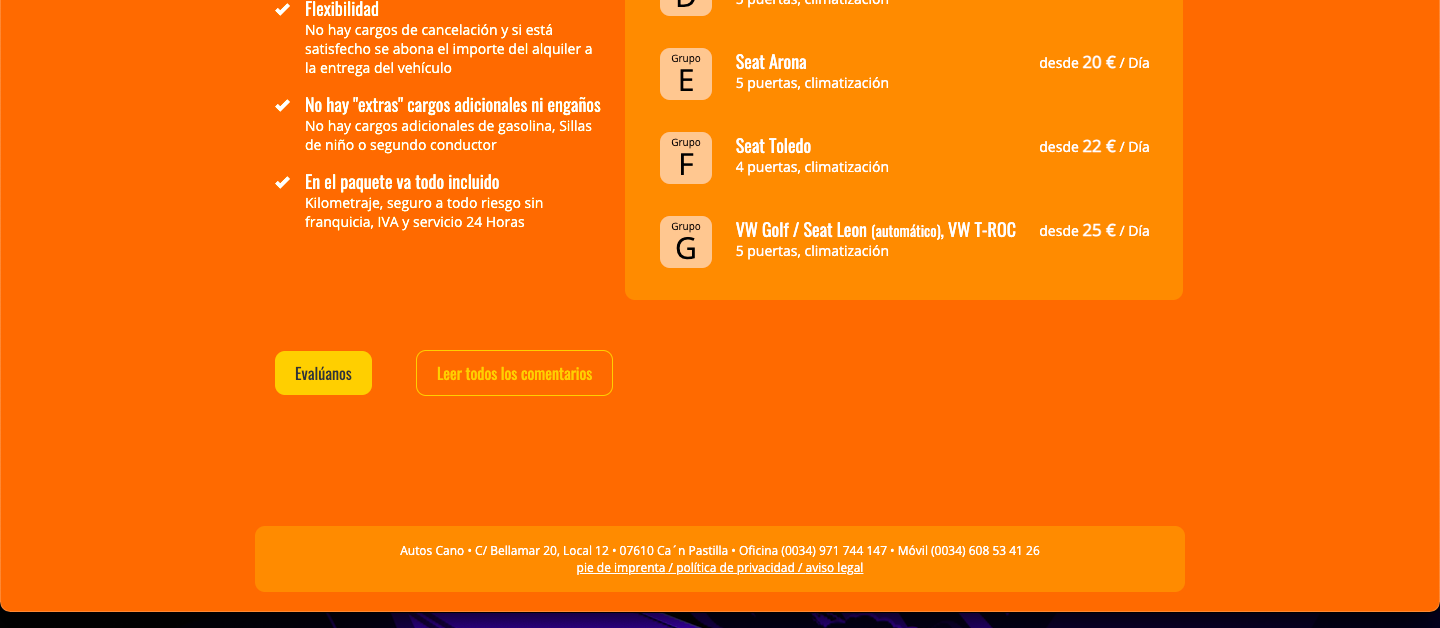 Flexibilidad
No hay cargos de cancelación y si está
satisfecho se abona el importe del alquiler a
la entrega del vehículo
No hay "extras" cargos adicionales ni engaños
No hay cargos adicionales de gasolina, Sillas
de niño o segundo conductor
En el paquete va todo incluido
Kilometraje, seguro a todo riesgo sin
franquicia, IVA y servicio 24 Horas
D
5 puertas, climatización
Grupo
E
Seat Arona
desde 20 € / Día
5 puertas, climatización
Grupo
F
Seat Toledo
desde 22 € / Día
4 puertas, climatización
Grupo
G
VW Golf / Seat Leon (automático), VW T-ROC
desde 25 € / Día
5 puertas, climatización
Evalúanos
Leer todos los comentarios
Autos Cano • C/ Bellamar 20, Local 12 • 07610 Ca´n Pastilla • Oficina (0034) 971 744 147 • Móvil (0034) 608 53 41 26
pie de imprenta / política de privacidad / aviso legal